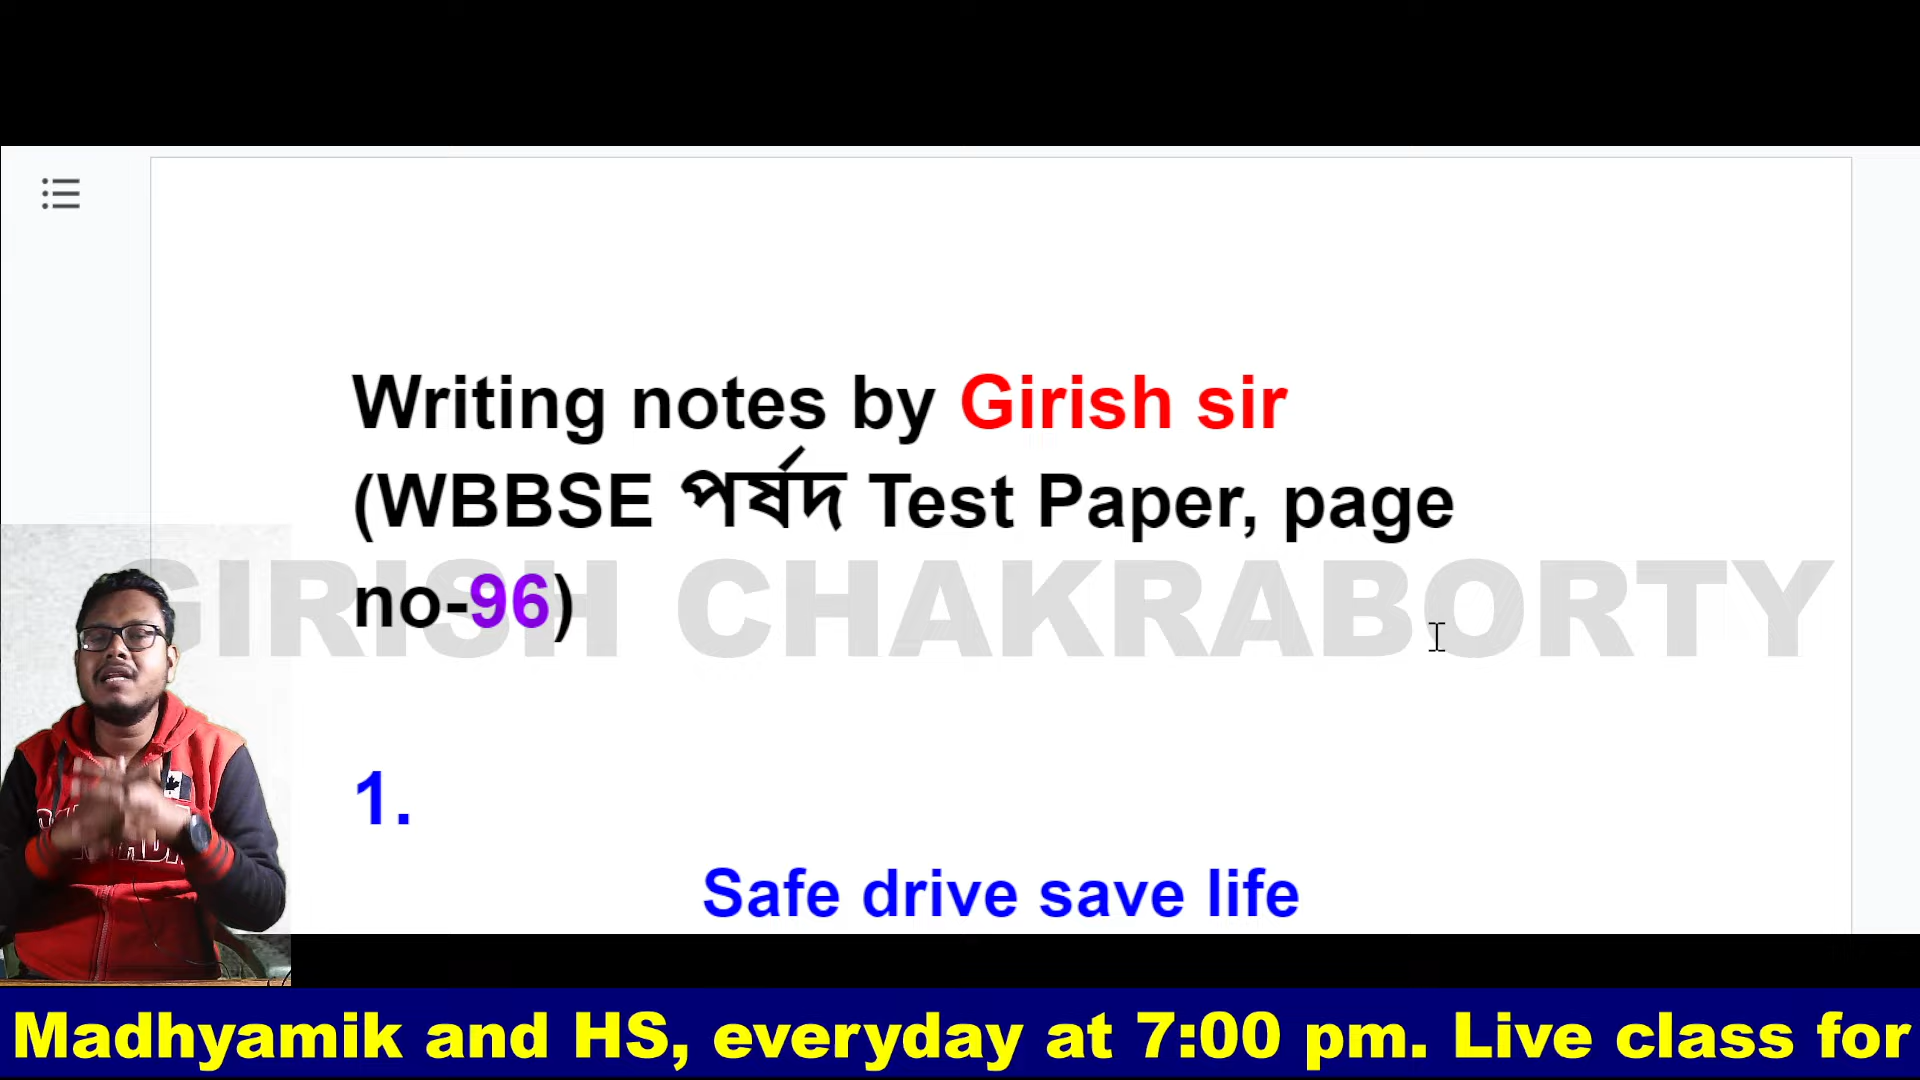 Writing notes by Girish sir
(WBBSE পর্ষদ Test Paper, page
no-96)
GIRISH CHAKRABORTY
1.
Safe drive save life
Madhyamik and HS, everyday at 7:00 pm. Live class for